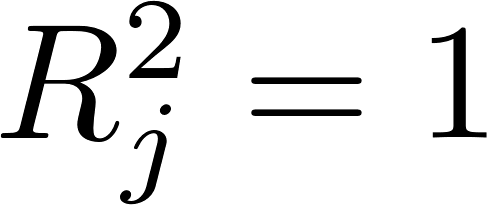 R_j^2 = 1